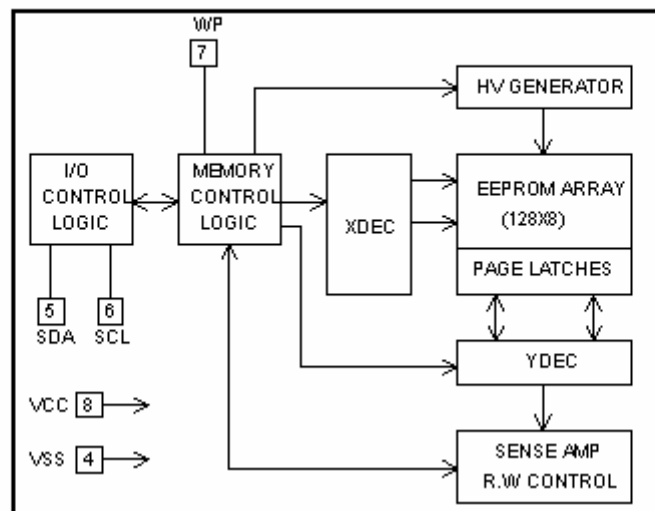 WP
7
HV GENERATOR
I/O
CONTROL
LOGIC
MEMORY
CONTROL
LOGIC
XDEC
EEPROM ARRAY
(128X8)
PAGE LATCHES
5
6
SDA
SCL
YDEC
VCC 8
VSS 4
SENSE AMP
R.W CONTROL